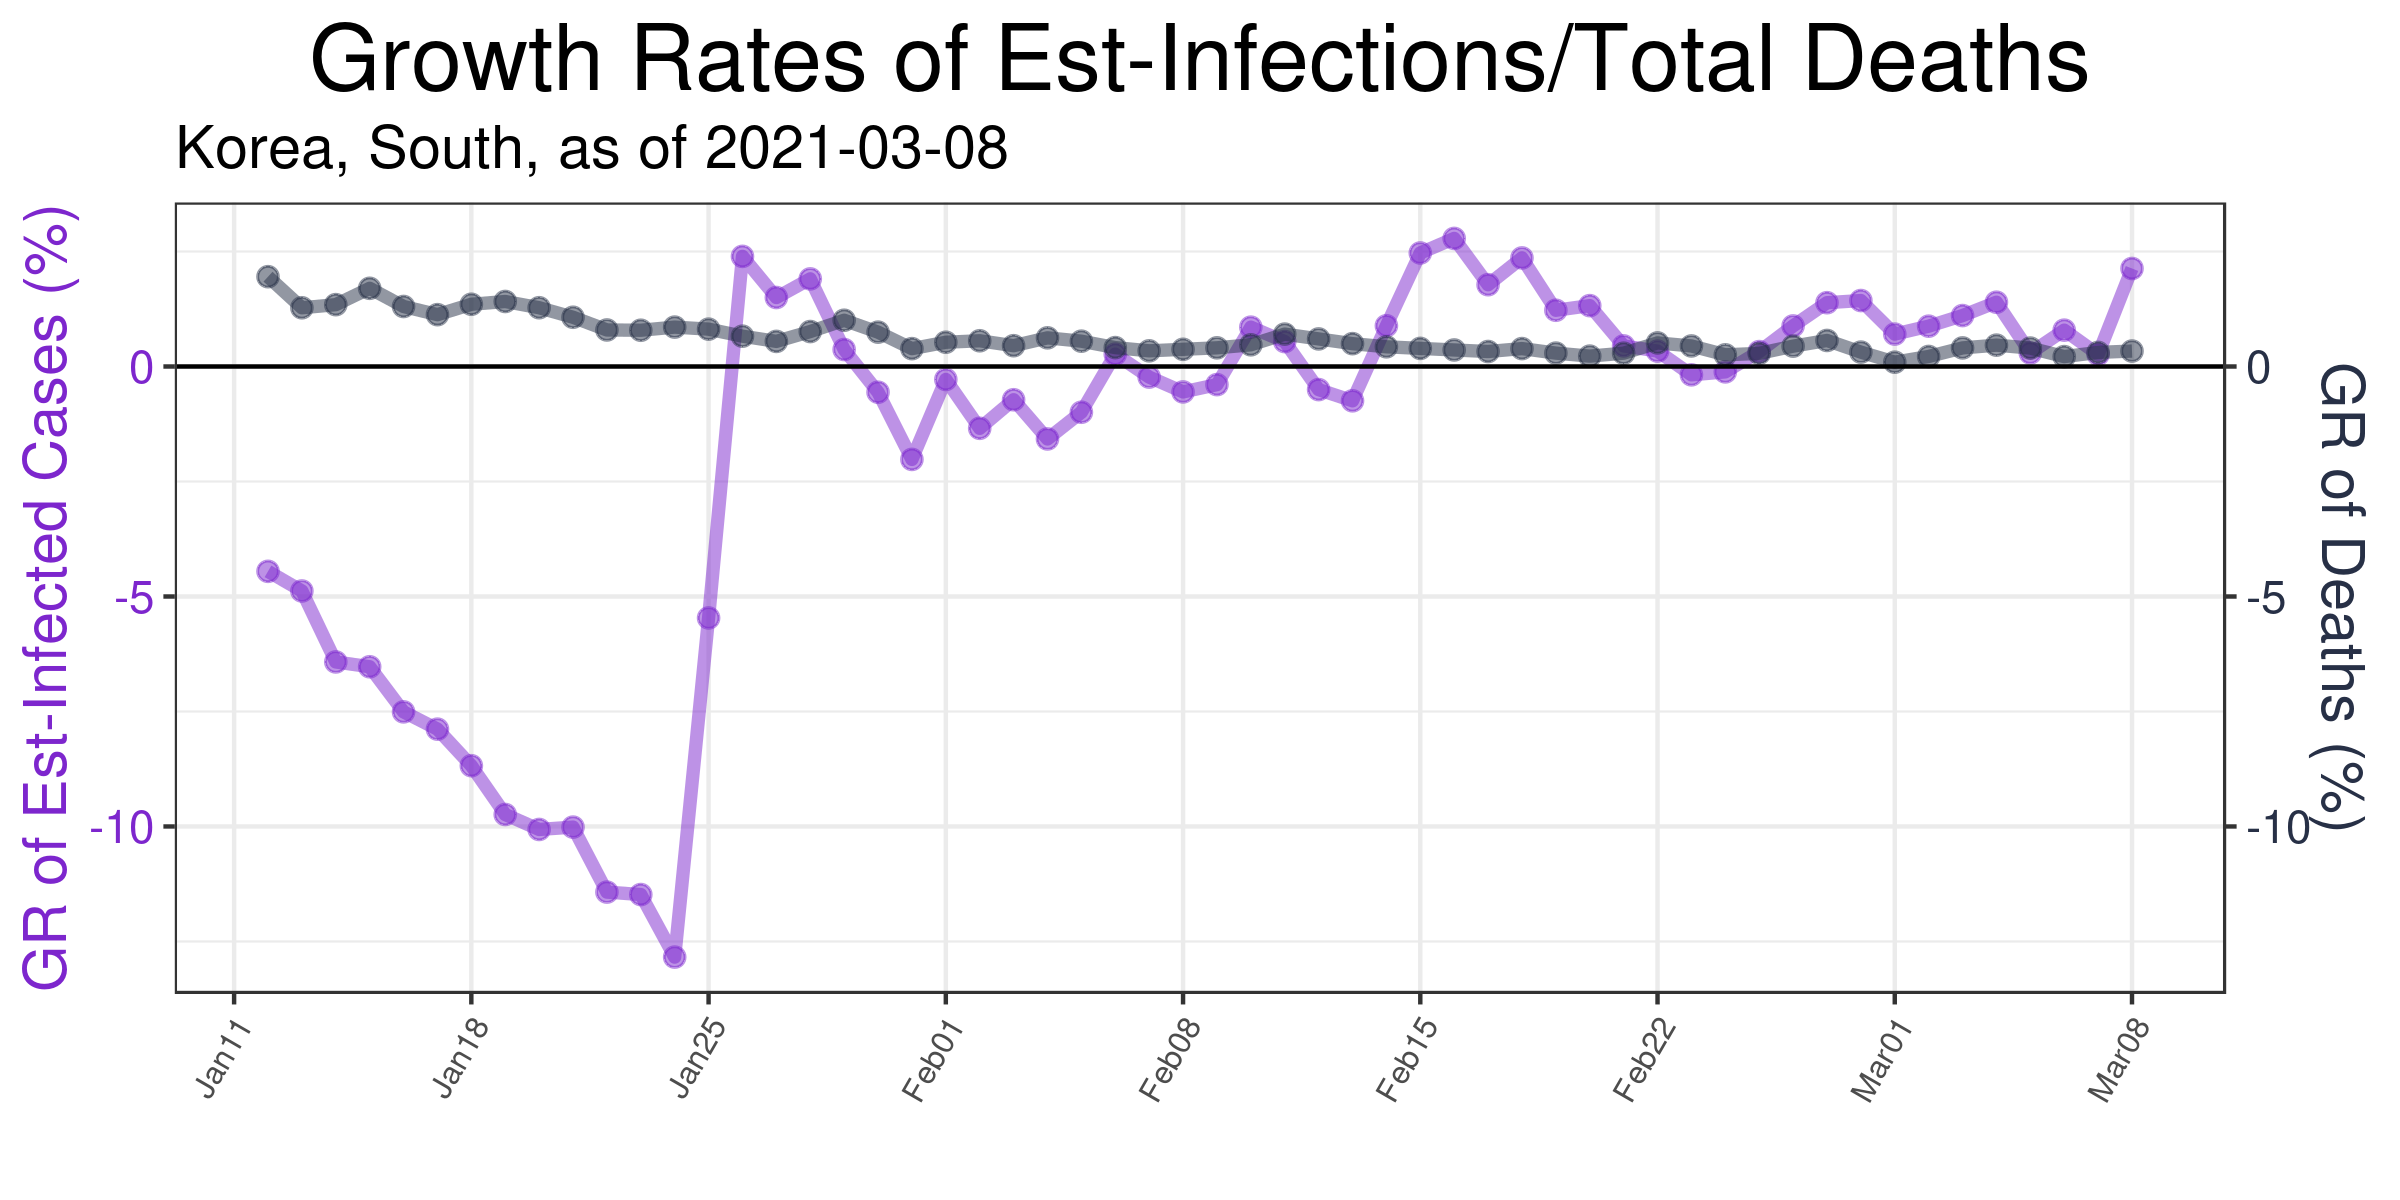 Growth Rates of Est-Infections/Total Deaths
Korea, South, as of 2021-03-08
GR of Est-Infected Cases (%)
0
-5
-10
0
-5
-10
GR of Deaths (%)
Jan11
Jan18
Jan25
Feb01
Feb08
Feb15
Feb22
Mar01
Mar08